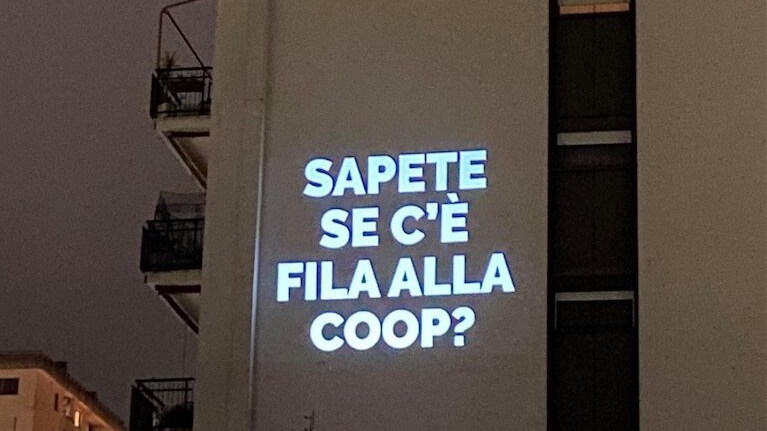 SAPETE
SE C'È
FILA ALLA
COOP?